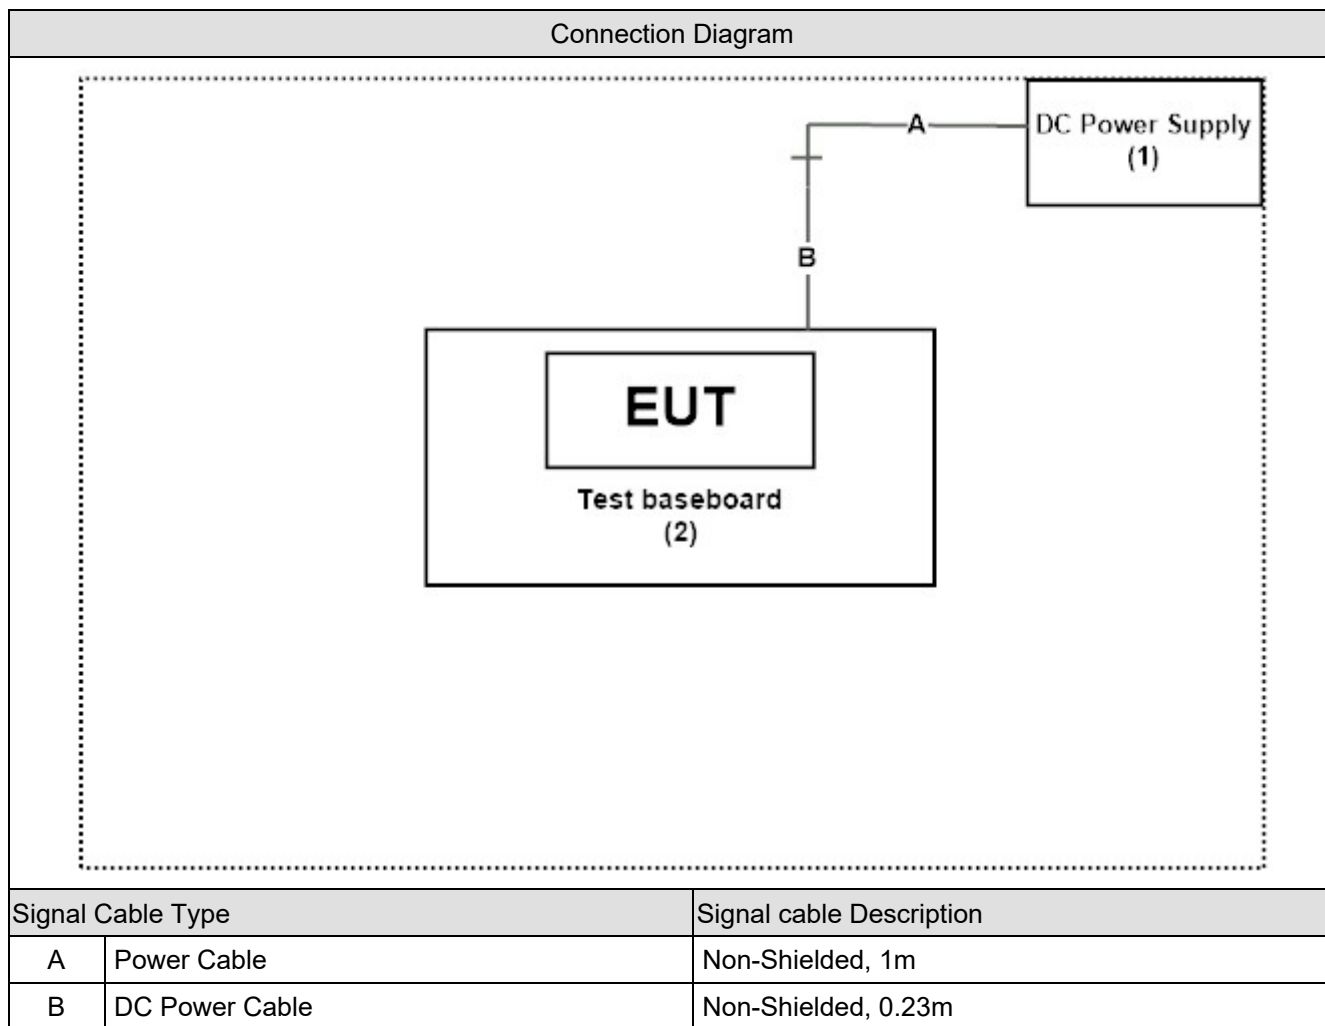 Connection Diagram
A
DC Power Supply
(1)
B
EUT
Test baseboard
(2)
Signal Cable Type Signal cable Description
A Power Cable Non-Shielded, 1m
B DC Power Cable Non-Shielded, 0.23m